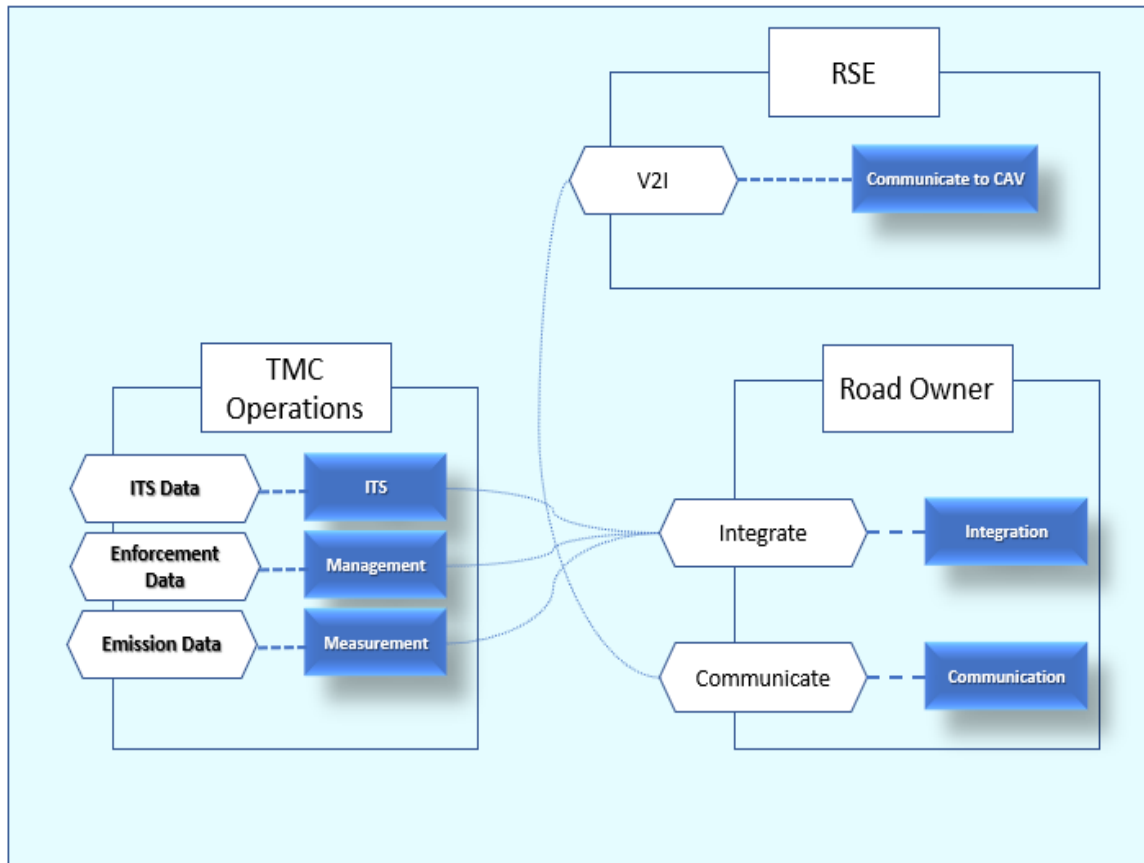 RSE
V2I
Communicate to CAV
TMC
Operations
ITS Data
ITS
Enforcement
Data
Management
Emission Data
Measurement
Road Owner
Integrate
Integration
Communicate
Communication